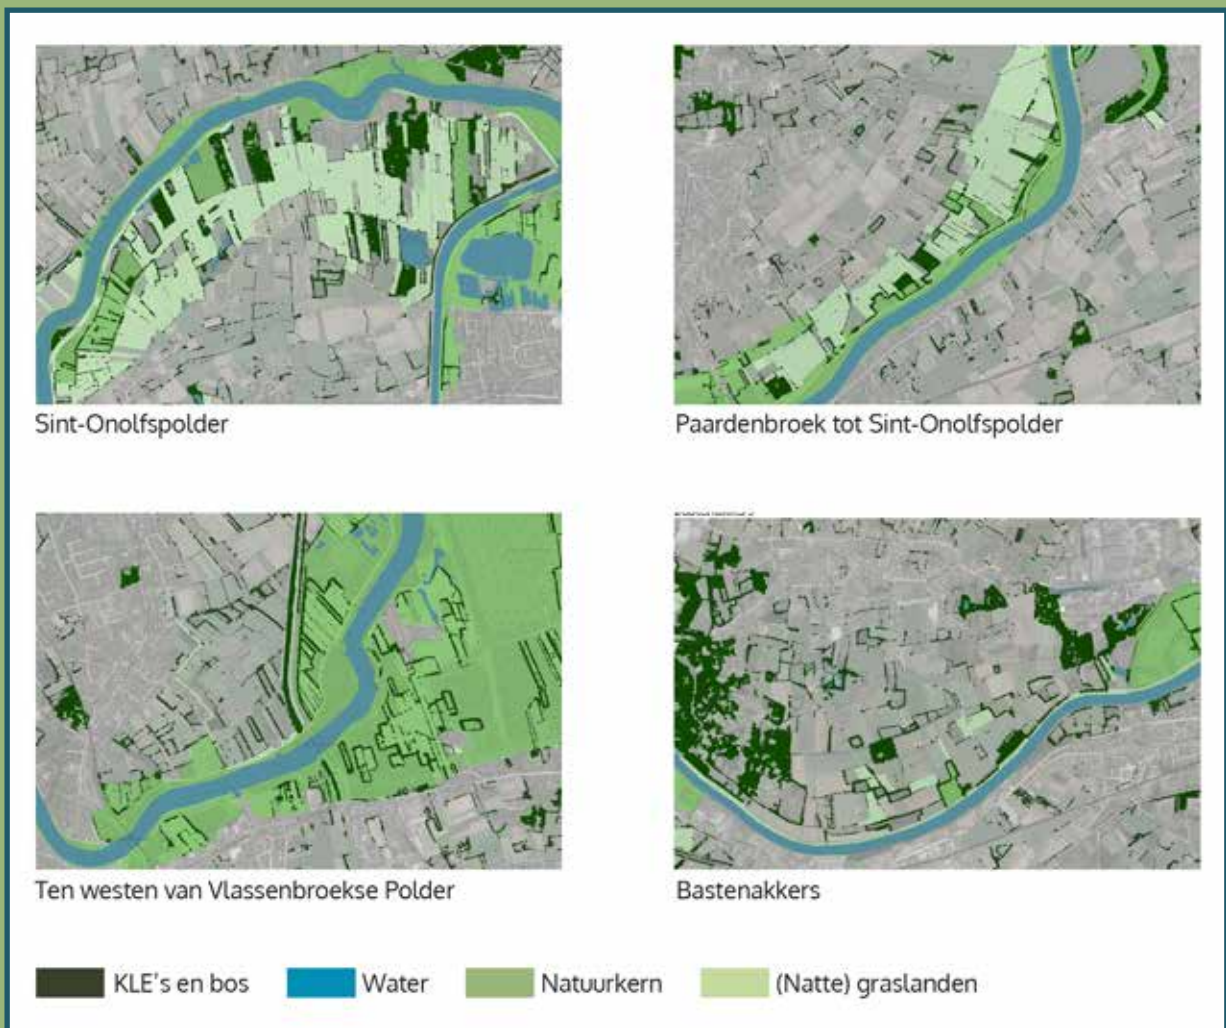 Sint-Onolfspolder
Paardenbroek tot Sint-Onolfspolder
Ten westen van Vlassenbroekse Polder
Bastenakkers
KLE's en bos
Water
Natuurkern
(Natte) graslanden